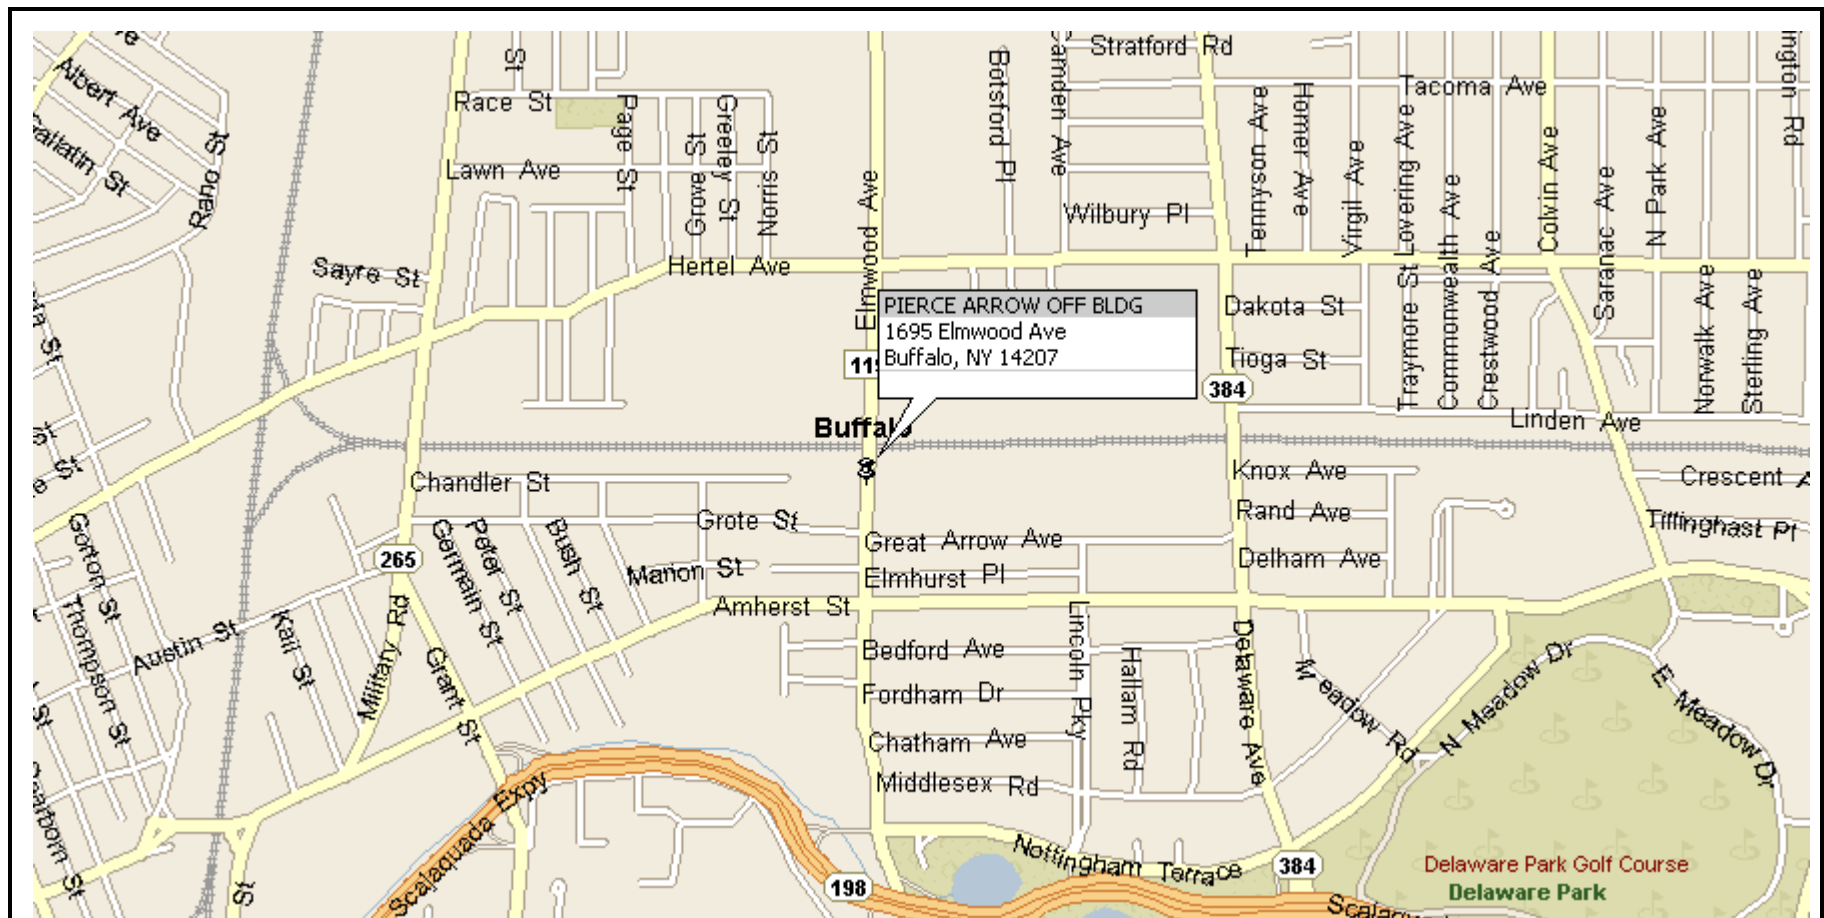 Stratford Rd
Albert Ave
Gallatin St
Rano St
St
Race St
Page St
Grove St
Greeley St
Norris St
Lawn Ave
Botsford Pl
Camden Ave
Tacoma Ave
Tennyson Ave
Homer Ave
Virgil Ave
Lovering Ave
Traymore St
Commonwealth Ave
Crestwood Ave
Colvin Ave
Saranac Ave
N Park Ave
Norwalk Ave
Sterling Ave
ington Rd
Wilbury Pl
Elmwood Ave
Hertel Ave
Sayre St
PIERCE ARROW OFF BLDG
1695 Elmwood Ave
Buffalo, NY 14207
Dakota St
Tioga St
384
Linden Ave
Buffalo
Chandler St
Knox Ave
Crescent A
Grote St
Rand Ave
Tillinghast Pl
Great Arrow Ave
265
Germain St
Peter St
Bush St
Marion St
Elmhurst Pl
Delham Ave
Gorton St
Thompson St
Austin St
Kail St
Military Rd
Grant St
Amherst St
Bedford Ave
Lincoln Pky
Hallam Rd
Delaware Ave
Meadow Rd
N Meadow Dr
E Meadow Dr
Fordham Dr
Chatham Ave
Middlesex Rd
Scajaquada Expy
Nottingham Terrace
198
384
Delaware Park Golf Course
Delaware Park
St